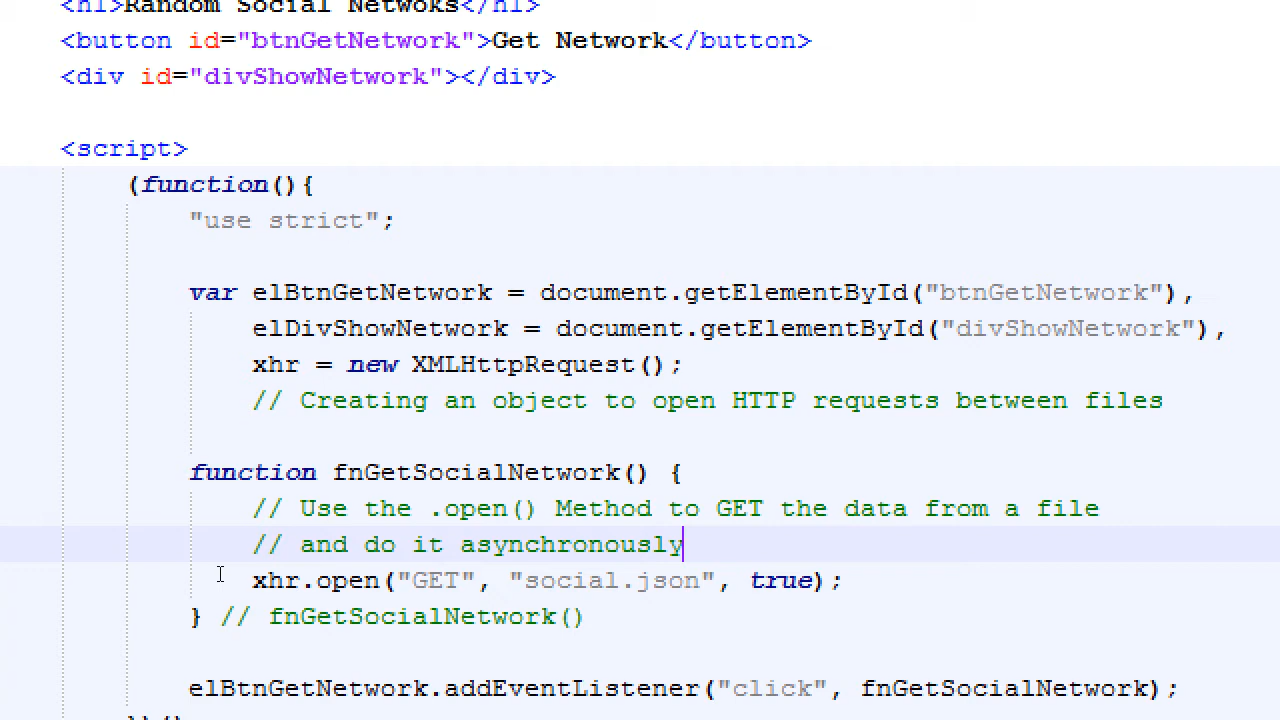 <h1>Random Social Netwoks</h1>
<button id="btnGetNetwork">Get Network</button>
<div id="divShowNetwork"></div>
<script>
(function(){
"use strict";
var elBtnGetNetwork = document.getElementById("btnGetNetwork"),
elDivShowNetwork = document.getElementById("divShowNetwork"),
xhr = new XMLHttpRequest();
// Creating an object to open HTTP requests between files
function fnGetSocialNetwork() {
// Use the .open() Method to GET the data from a file
// and do it asynchronously
xhr.open("GET", "social.json", true);
} // fnGetSocialNetwork()
elBtnGetNetwork.addEventListener("click", fnGetSocialNetwork);